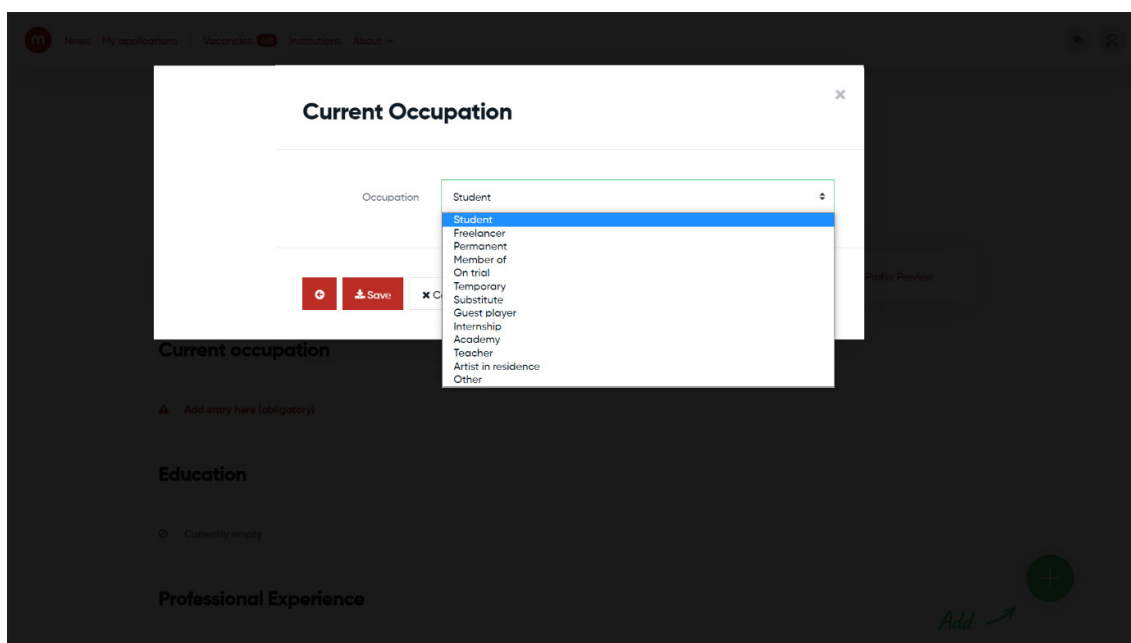 m News My applications Vacancies Institutions About
Current Occupation ×
Occupation Student
Student
Freelancer
Permanent
Member of
On trial
Temporary
Substitute
Guest player
Internship
Academy
Teacher
Artist in residence
Other
Save × C
Profile Preview
Current occupation
Add entry here (obligatory)
Education
Currently empty
Professional Experience
Add